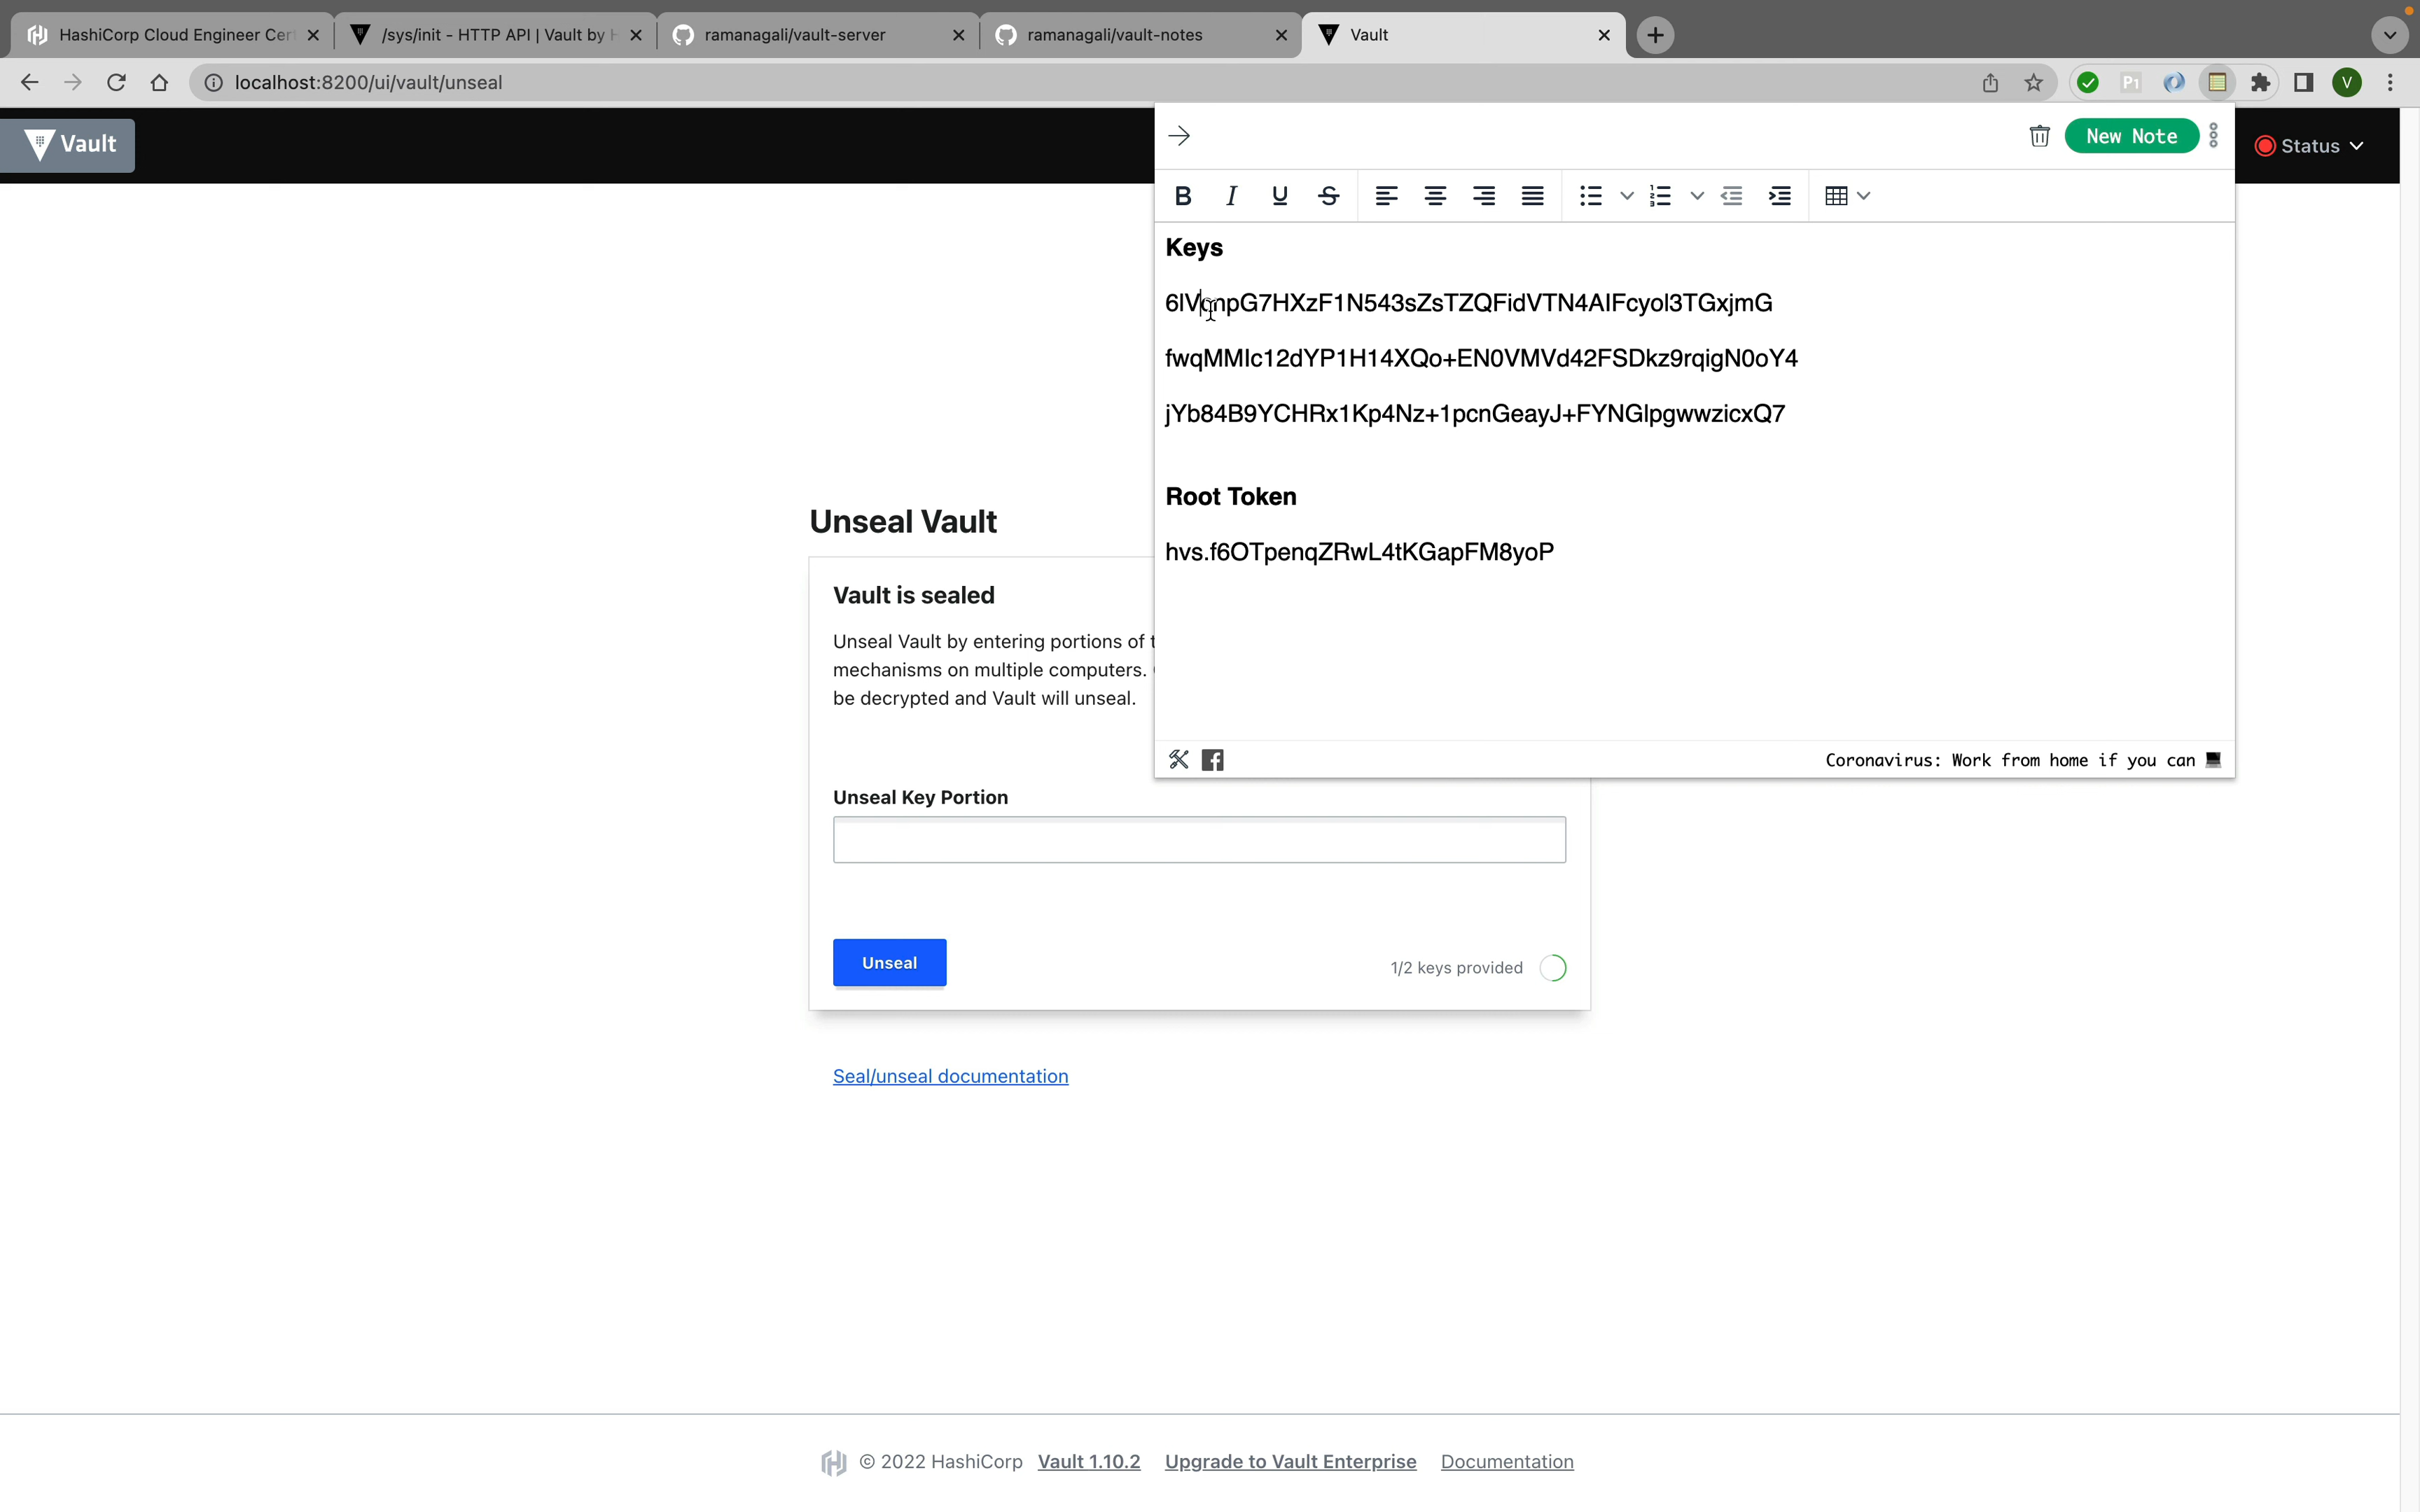 HashiCorp Cloud Engineer Cer
/sys/init - HTTP API | Vault by H
ramanagali/vault-server
ramanagali/vault-notes
Vault
localhost:8200/ui/vault/unseal
P1
V
Vault
New Note
Status
Keys
fwqMMIc12dYP1H14XQo+EN0VMVd42FSDkz9rqigN0oY4
jYb84B9YCHRx1Kp4Nz+1pcnGeayJ+FYNGlpgwwzicxQ7
Root Token
hvs.f6OTpenqZRwL4tKGapFM8yoP
Coronavirus: Work from home if you can
Unseal Vault
Vault is sealed
Unseal Vault by entering portions of
mechanisms on multiple computers.
be decrypted and Vault will unseal.
Unseal Key Portion
Unseal
1/2 keys provided
Seal/unseal documentation
© 2022 HashiCorp Vault 1.10.2 Upgrade to Vault Enterprise Documentation